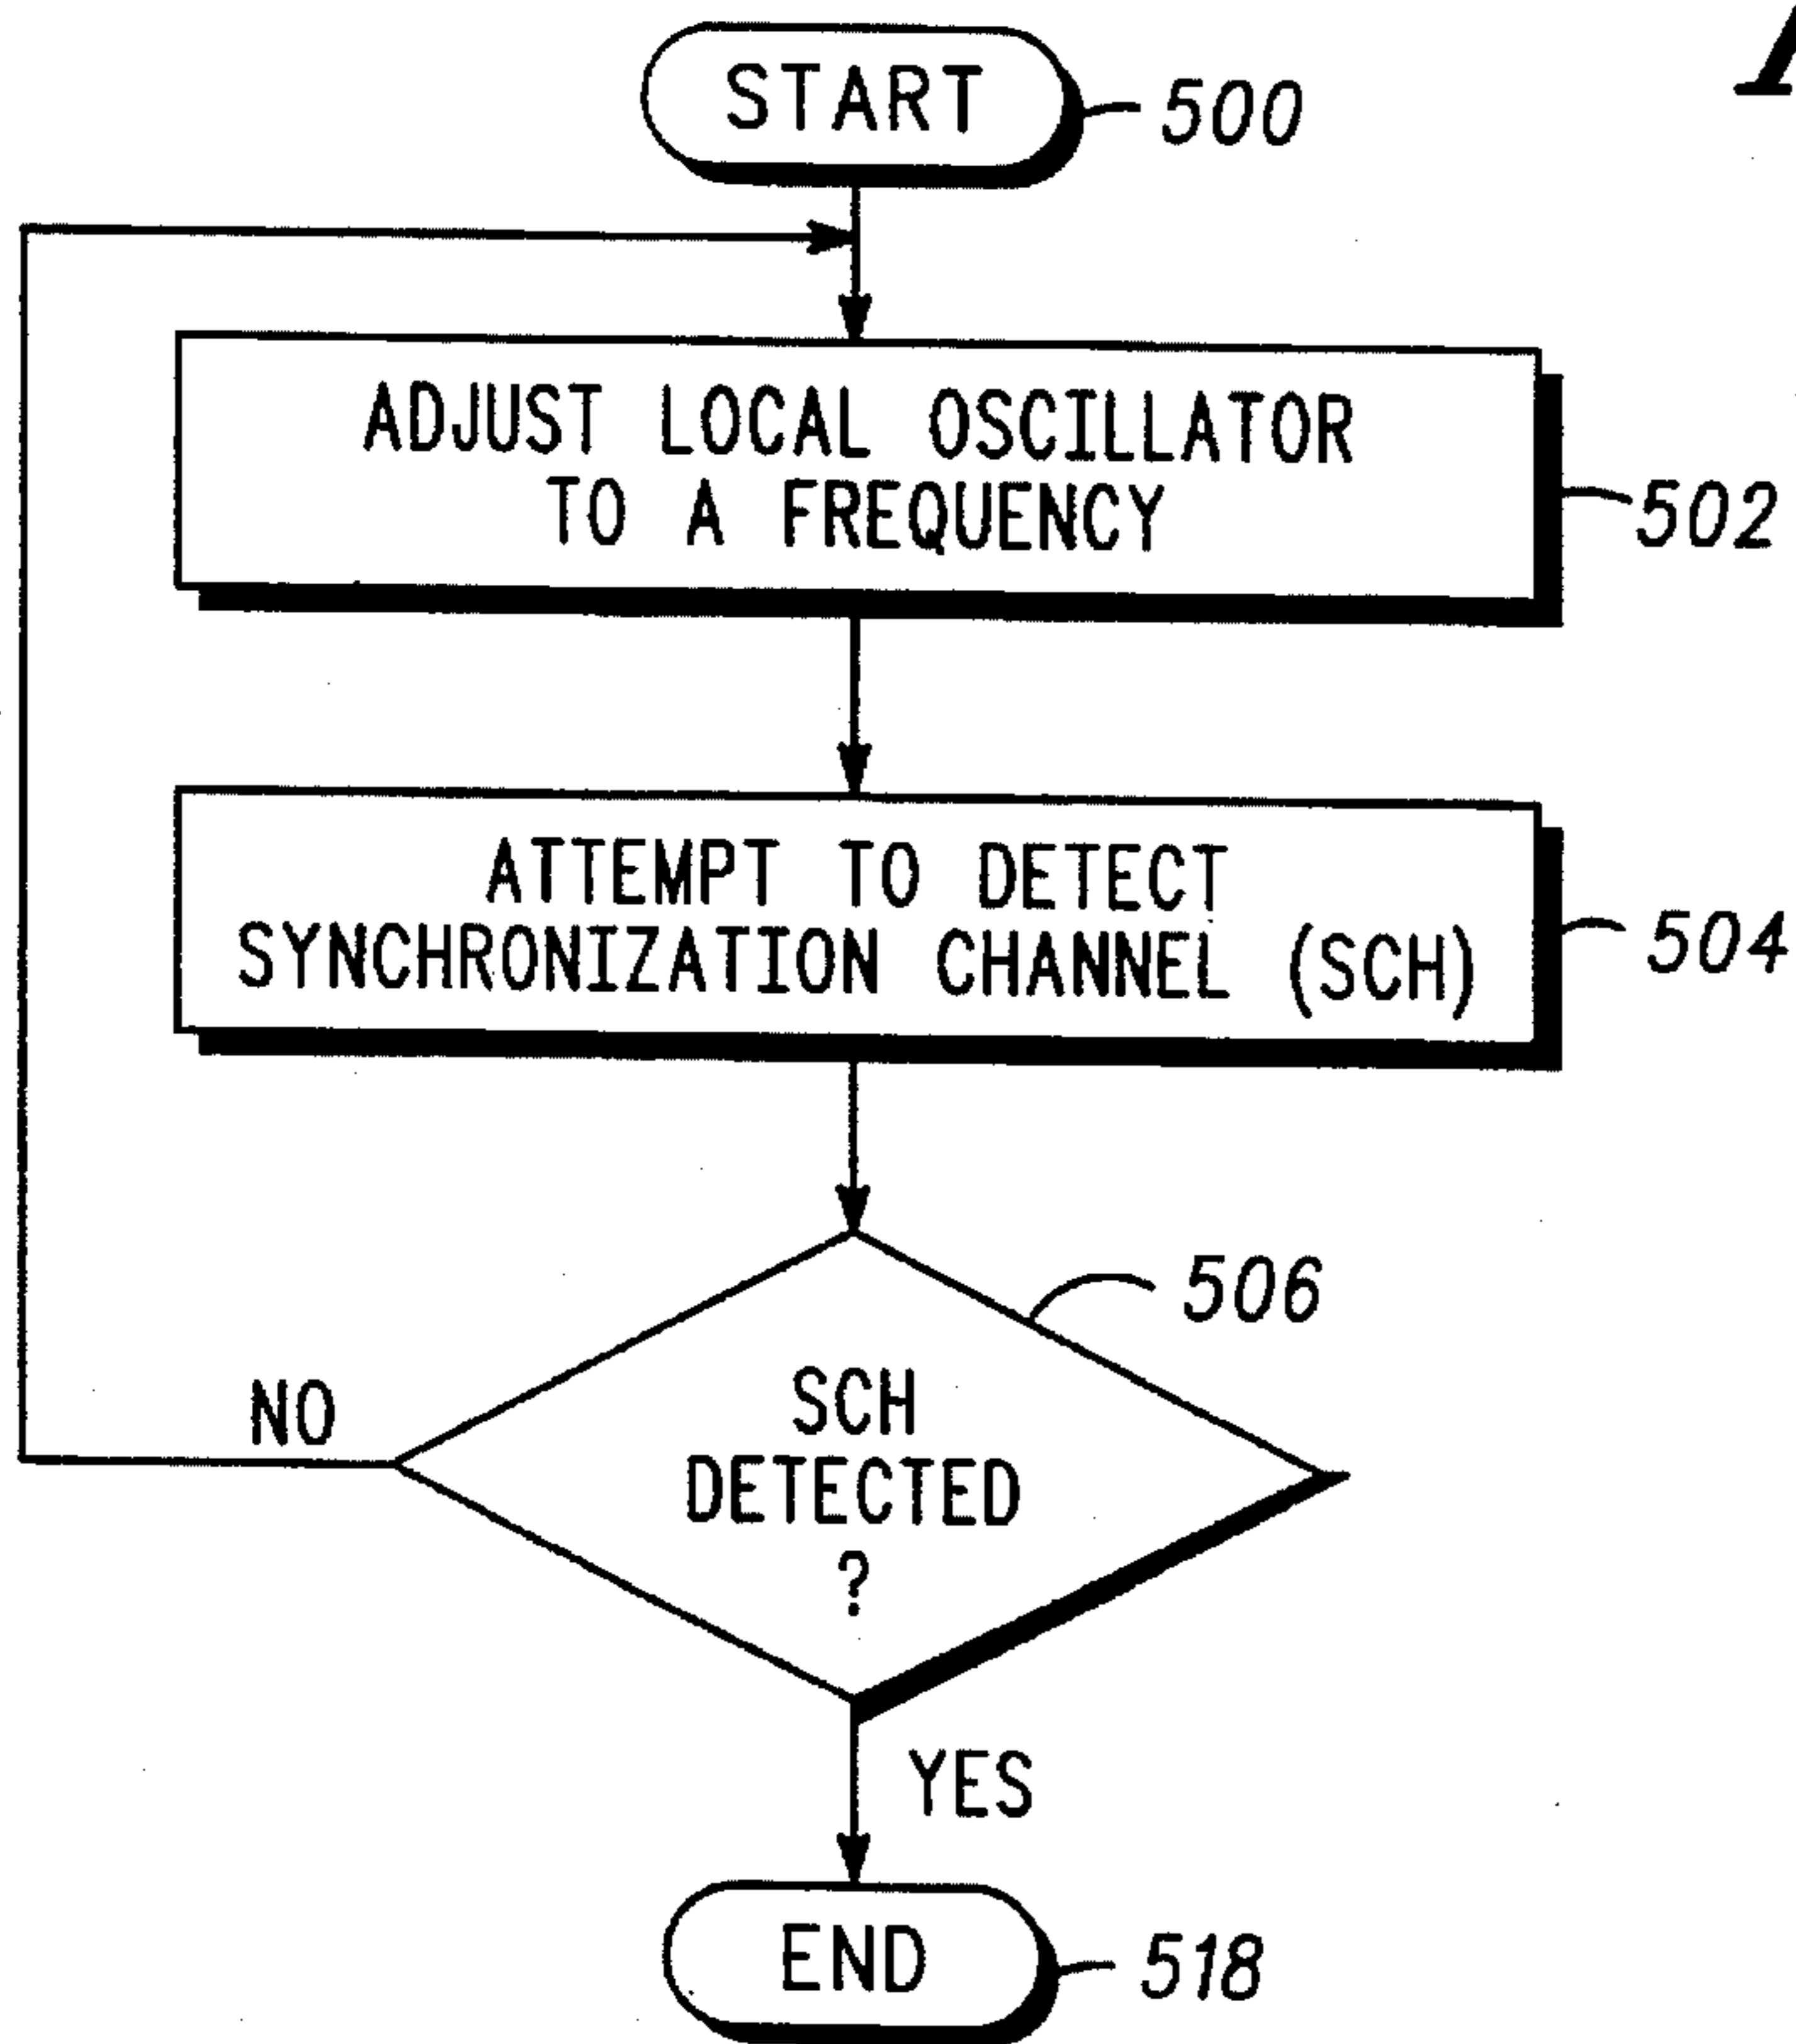 START
500
ADJUST LOCAL OSCILLATOR
TO A FREQUENCY
502
ATTEMPT TO DETECT
SYNCHRONIZATION CHANNEL (SCH)
504
506
SCH
DETECTED
?
NO
YES
END
518